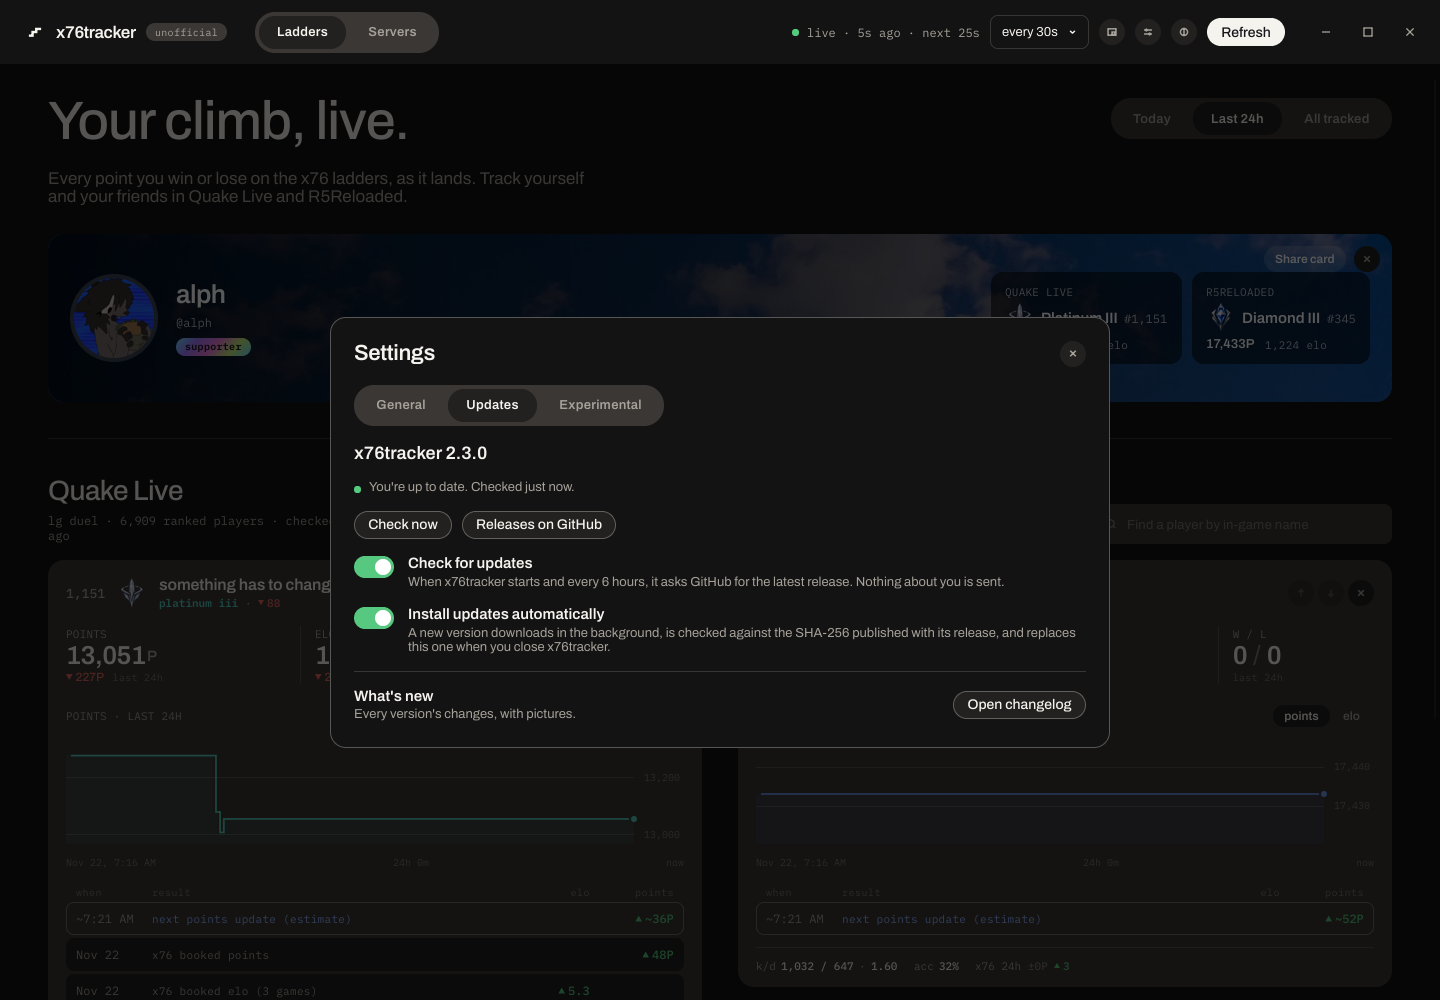 x76tracker unofficial Ladders Servers live · 5s ago · next 25s every 30s Refresh
Your climb, live.
Today Last 24h All tracked
Every point you win or lose on the x76 ladders, as it lands. Track yourself
and your friends in Quake Live and R5Reloaded.
Share card
alph
@alph
supporter
QUAKE LIVE
Platinum III #1,151
elo
R5RELOADED
Diamond III #345
17,433P 1,224 elo
Settings
General Updates Experimental
x76tracker 2.3.0
You're up to date. Checked just now.
Check now Releases on GitHub
Check for updates
When x76tracker starts and every 6 hours, it asks GitHub for the latest release. Nothing about you is sent.
Install updates automatically
A new version downloads in the background, is checked against the SHA-256 published with its release, and replaces
this one when you close x76tracker.
What's new
Every version's changes, with pictures.
Open changelog
Quake Live
lg duel · 6,909 ranked players · checked
ago
Find a player by in-game name
1,151 something has to chang
platinum iii · ▼88
POINTS
13,051P
▼227P last 24h
W / L
0 / 0
last 24h
POINTS · LAST 24H
points elo
13,200
13,000
Nov 22, 7:16 AM 24h 0m now
when result elo points
~7:21 AM next points update (estimate) ▲~36P
Nov 22 x76 booked points ▲48P
Nov 22 x76 booked elo (3 games) ▲5.3
17,440
17,430
Nov 22, 7:16 AM 24h 0m now
when result elo points
~7:21 AM next points update (estimate) ▲~52P
k/d 1,032 / 647 · 1.60 acc 32% x76 24h ±0P ▲3